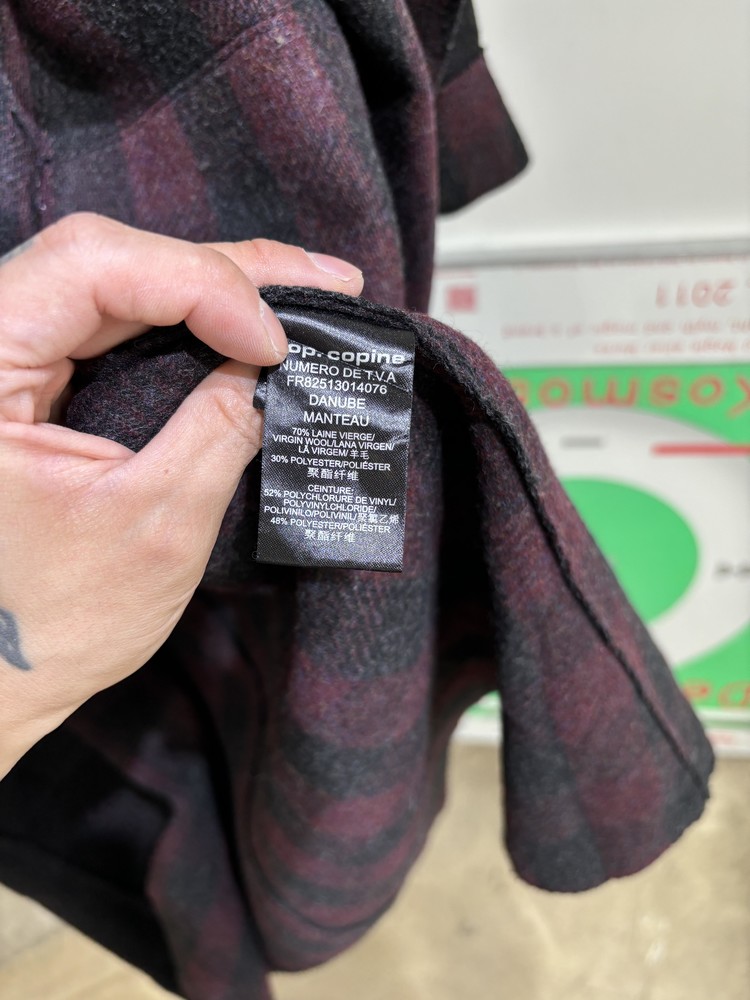 op. copine
NUMERO DE T.V.A
FR82513014076
DANUBE
MANTEAU
70% LAINE VIERGE/
VIRGIN WOOL/LANA VIRGEN/
LÃ VIRGEM/ 羊毛
30% POLYESTER/POLIÉSTER
聚酯纤维
CEINTURE:
52% POLYCHLORURE DE VINYL/
POLYVINYLCHLORIDE/
POLIVINILO/POLIVINIL/聚氯乙烯
48% POLYESTER/POLIÉSTER
聚酯纤维
2011
Kosmos